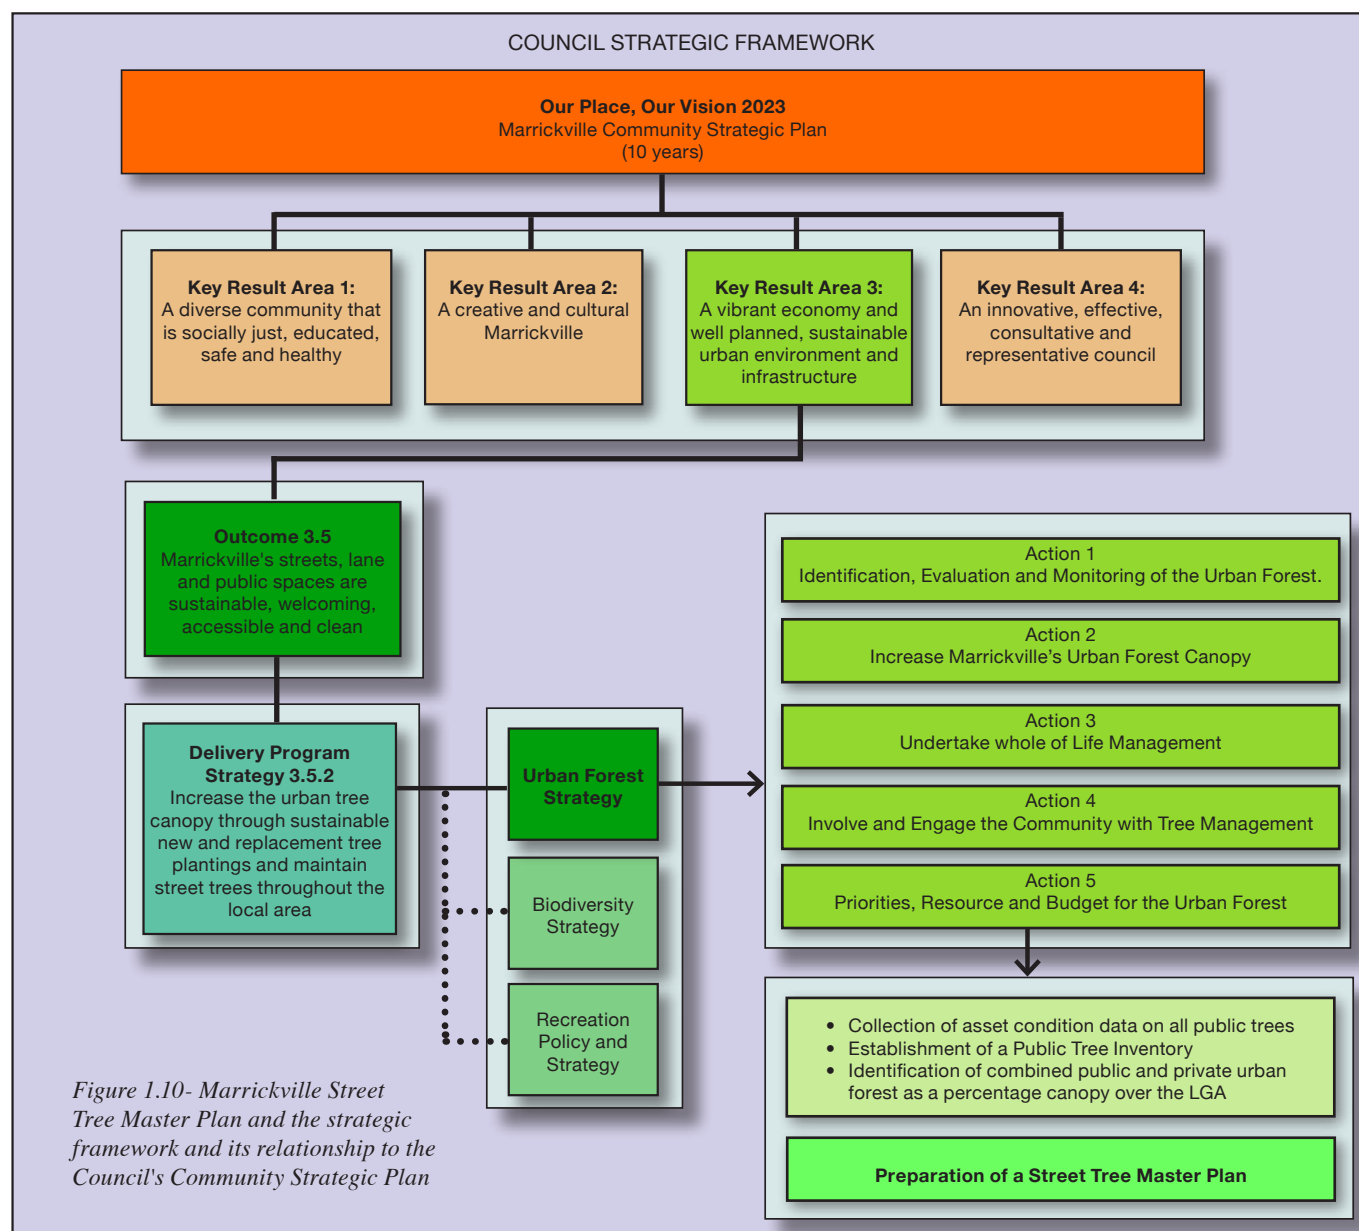 COUNCIL STRATEGIC FRAMEWORK
Our Place, Our Vision 2023
Marrickville Community Strategic Plan
(10 years)
Key Result Area 1:
A diverse community that
is socially just, educated,
safe and healthy
Key Result Area 2:
A creative and cultural
Marrickville
Key Result Area 3:
A vibrant economy and
well planned, sustainable
urban environment and
infrastructure
Key Result Area 4:
An innovative, effective,
consultative and
representative council
Outcome 3.5
Marrickville's streets, lane
and public spaces are
sustainable, welcoming,
accessible and clean
Delivery Program
Strategy 3.5.2
Increase the urban tree
canopy through sustainable
new and replacement tree
plantings and maintain
street trees throughout the
local area
Urban Forest
Strategy
Biodiversity
Strategy
Recreation
Policy and
Strategy
Action 1
Identification, Evaluation and Monitoring of the Urban Forest.
Action 2
Increase Marrickville’s Urban Forest Canopy
Action 3
Undertake whole of Life Management
Action 4
Involve and Engage the Community with Tree Management
Action 5
Priorities, Resource and Budget for the Urban Forest
• Collection of asset condition data on all public trees
• Establishment of a Public Tree Inventory
• Identification of combined public and private urban
forest as a percentage canopy over the LGA
Preparation of a Street Tree Master Plan
Figure 1.10- Marrickville Street
Tree Master Plan and the strategic
framework and its relationship to the
Council's Community Strategic Plan